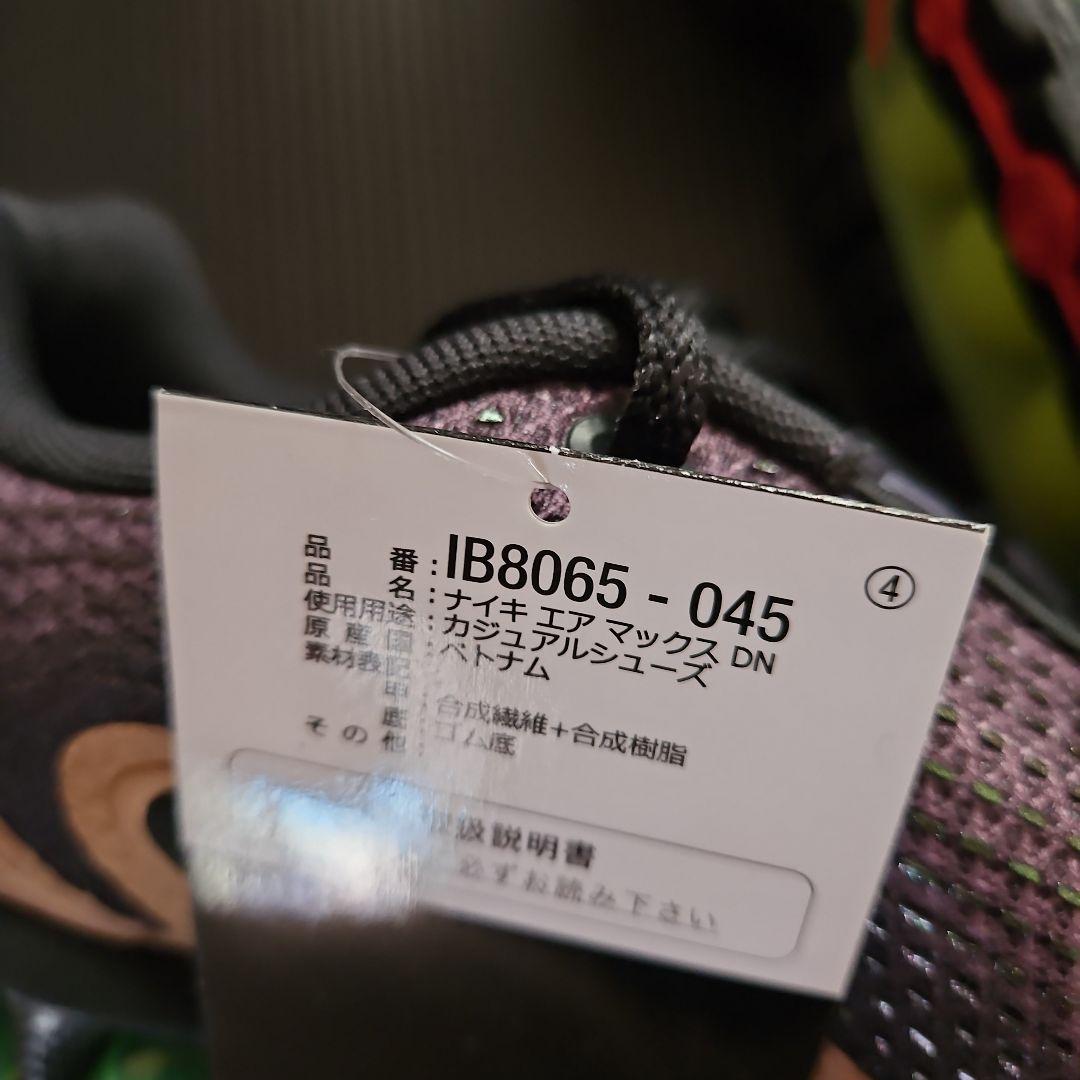 品 番 : IB8065 - 045
④
品 名 : ナイキ エア マックス DN
使用用途 : カジュアルシューズ
原産国 : ベトナム
素材表記
甲 : 合成繊維+合成樹脂
底 : ゴム底
その他 :
取扱説明書
必ずお読み下さい